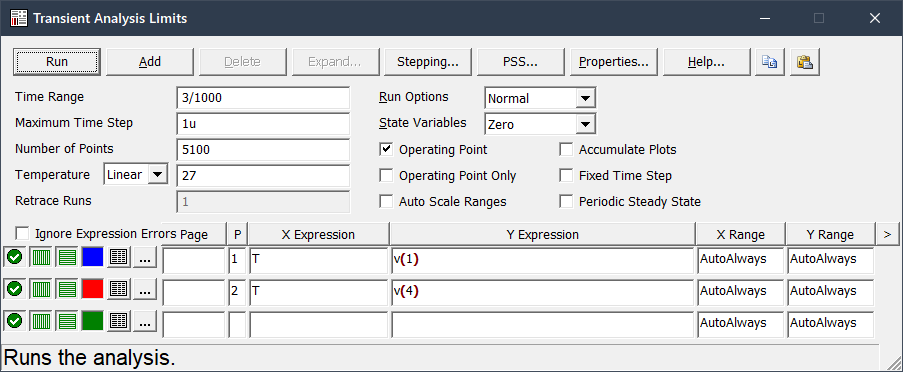 Transient Analysis Limits
Run Add Delete Expand... Stepping... PSS... Properties... Help...
Time Range 3/1000 Run Options Normal
Maximum Time Step 1u State Variables Zero
Number of Points 5100 Operating Point Accumulate Plots
Temperature Linear 27 Operating Point Only Fixed Time Step
Retrace Runs 1 Auto Scale Ranges Periodic Steady State
Ignore Expression Errors Page P X Expression Y Expression X Range Y Range >
... 1 T v(1) AutoAlways AutoAlways
... 2 T v(4) AutoAlways AutoAlways
... AutoAlways AutoAlways
Runs the analysis.